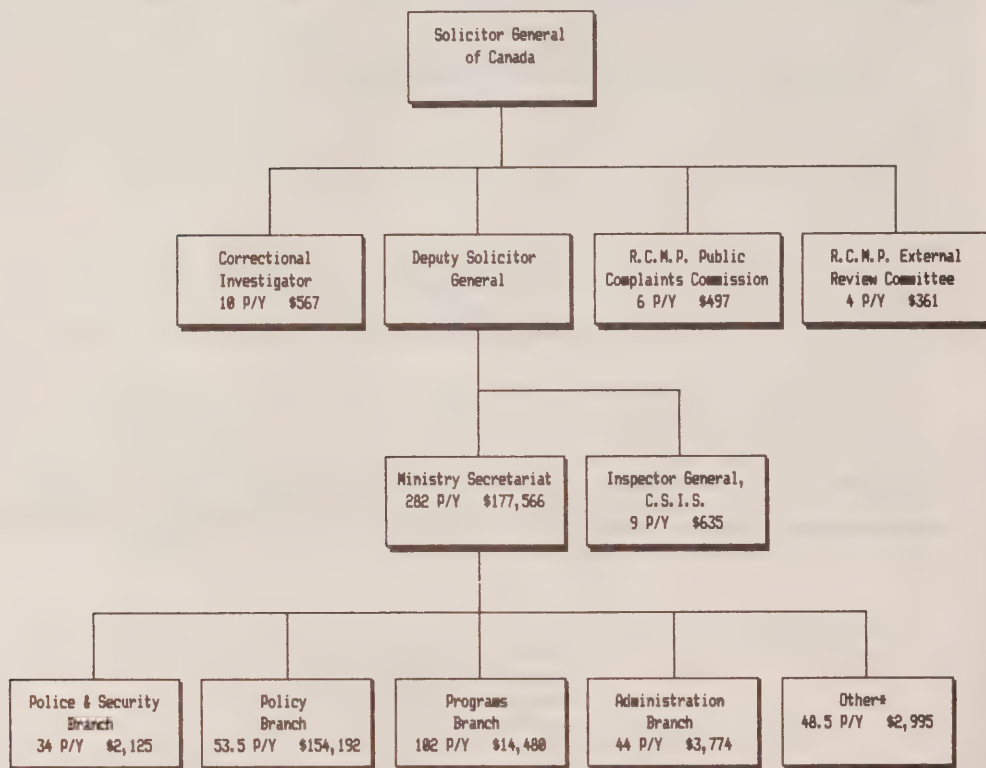 Solicitor General
of Canada
Correctional
Investigator
10 P/Y $567
Deputy Solicitor
General
R.C.M.P. Public
Complaints Commission
6 P/Y $497
R.C.M.P. External
Review Committee
4 P/Y $361
Ministry Secretariat
282 P/Y $177,566
Inspector General,
C.S.I.S.
9 P/Y $635
Police & Security
Branch
34 P/Y $2,125
Policy
Branch
53.5 P/Y $154,192
Programs
Branch
102 P/Y $14,480
Administration
Branch
44 P/Y $3,774
Other*
48.5 P/Y $2,995